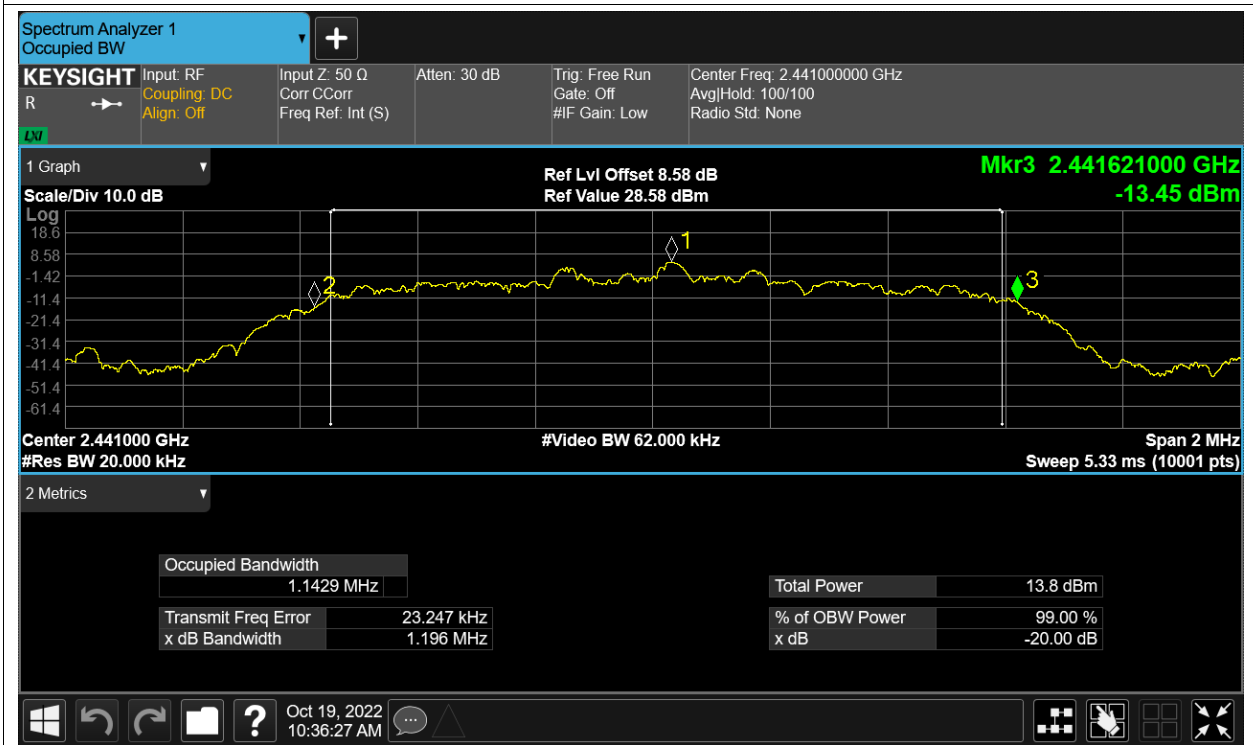 Spectrum Analyzer 1
Occupied BW
▼
+
KEYSIGHT
R
LXI
Input: RF
Coupling: DC
Align: Off
Input Z: 50 Ω
Corr CCorr
Freq Ref: Int (S)
Atten: 30 dB
Trig: Free Run
Gate: Off
#IF Gain: Low
Center Freq: 2.441000000 GHz
Avg|Hold: 100/100
Radio Std: None
1 Graph
Scale/Div 10.0 dB
Ref Lvl Offset 8.58 dB
Ref Value 28.58 dBm
Mkr3 2.441621000 GHz
-13.45 dBm
Log
18.6
8.58
-1.42
-11.4
-21.4
-31.4
-41.4
-51.4
-61.4
1
2
3
Center 2.441000 GHz
#Video BW 62.000 kHz
Span 2 MHz
#Res BW 20.000 kHz
Sweep 5.33 ms (10001 pts)
2 Metrics
Occupied Bandwidth
1.1429 MHz
Total Power 13.8 dBm
Transmit Freq Error 23.247 kHz
% of OBW Power 99.00 %
x dB Bandwidth 1.196 MHz
x dB -20.00 dB
?
Oct 19, 2022
10:36:27 AM